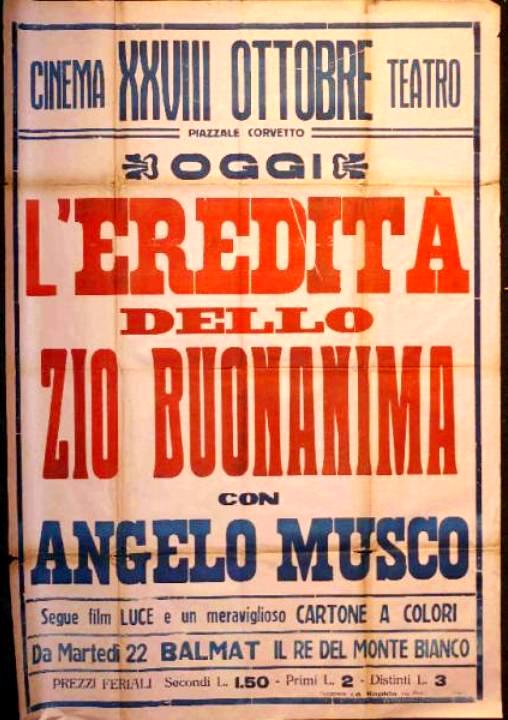 CINEMA XXVIII OTTOBRE TEATRO
PIAZZALE CORVETTO
OGGI
L'EREDITÀ
DELLO
ZIO BUONANIMA
CON
ANGELO MUSCO
Segue film LUCE e un meraviglioso CARTONE A COLORI
Da Martedì 22 BALMAT IL RE DEL MONTE BIANCO
PREZZI FERIALI Secondi L. 1.50 - Primi L. 2 - Distinti L. 3